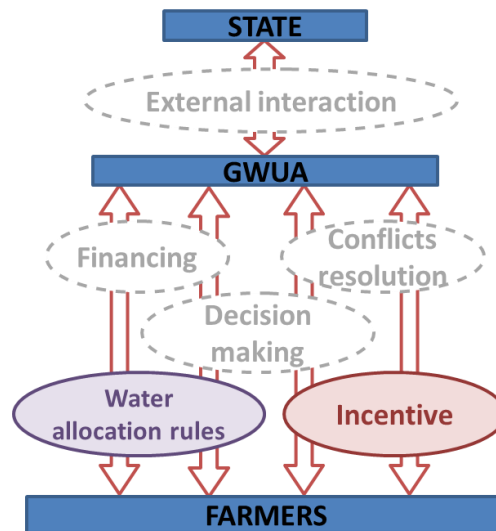 STATE
External interaction
GWUA
Financing
Conflicts
resolution
Decision
making
Water
allocation rules
Incentive
FARMERS